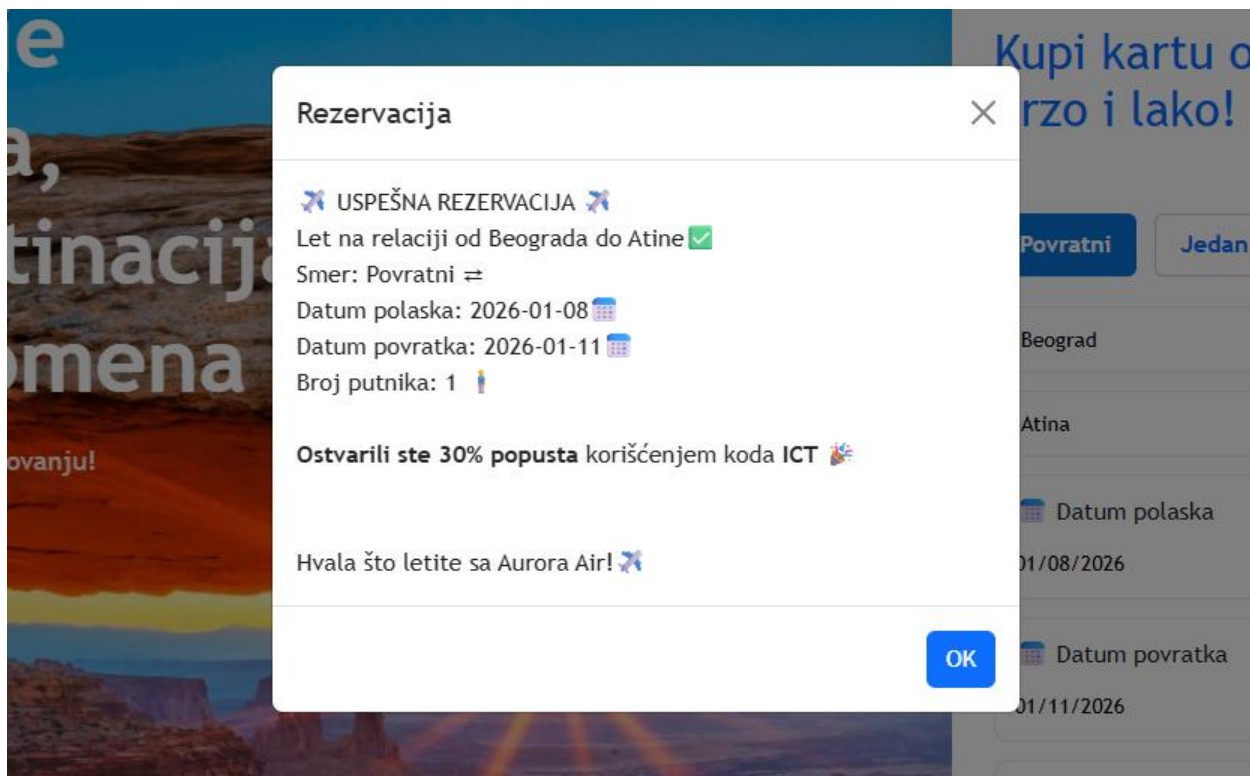 e
a,
tinacija
omena
ovanju!
Rezervacija
✈️ USPEŠNA REZERVACIJA ✈️
Let na relaciji od Beograda do Atine✅
Smer: Povratni ⇄
Datum polaska: 2026-01-08🗓️
Datum povratka: 2026-01-11🗓️
Broj putnika: 1 🧍
Ostvarili ste 30% popusta korišćenjem koda ICT 🎉
Hvala što letite sa Aurora Air!✈️
OK
Kupi kartu o
rzo i lako!
Povratni Jedan
Beograd
Atina
🗓️ Datum polaska
01/08/2026
🗓️ Datum povratka
01/11/2026